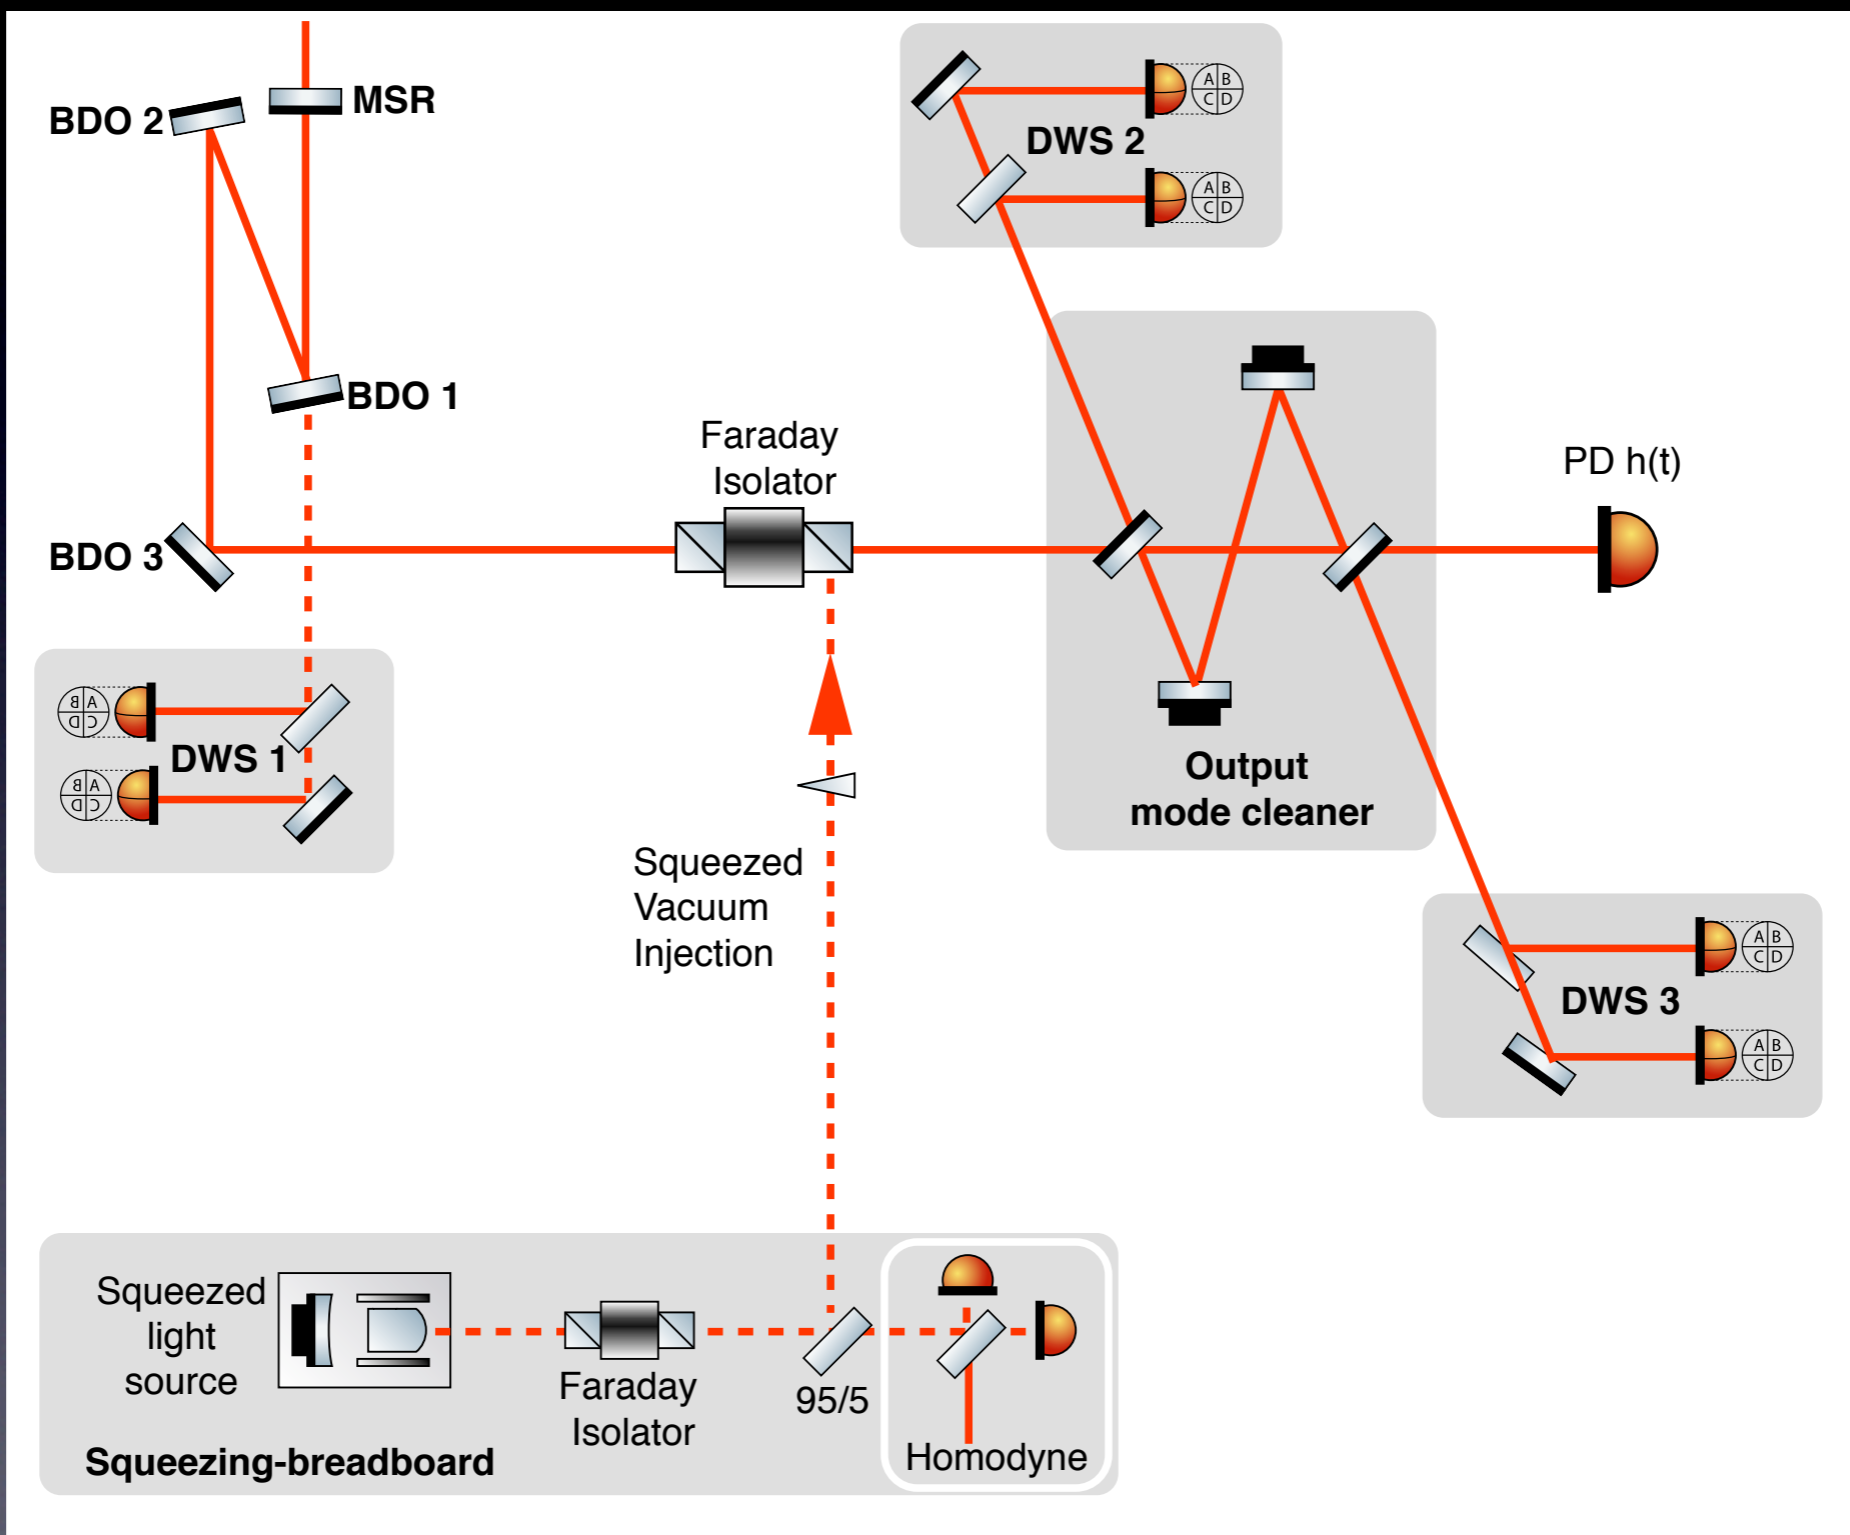 MSR
BDO 2
BDO 1
BDO 3
DWS 1
A B
C D
A B
C D
DWS 2
A B
C D
A B
C D
Faraday
Isolator
PD h(t)
Output
mode cleaner
Squeezed
Vacuum
Injection
DWS 3
A B
C D
A B
C D
Squeezed
light
source
Faraday
Isolator
95/5
Homodyne
Squeezing-breadboard